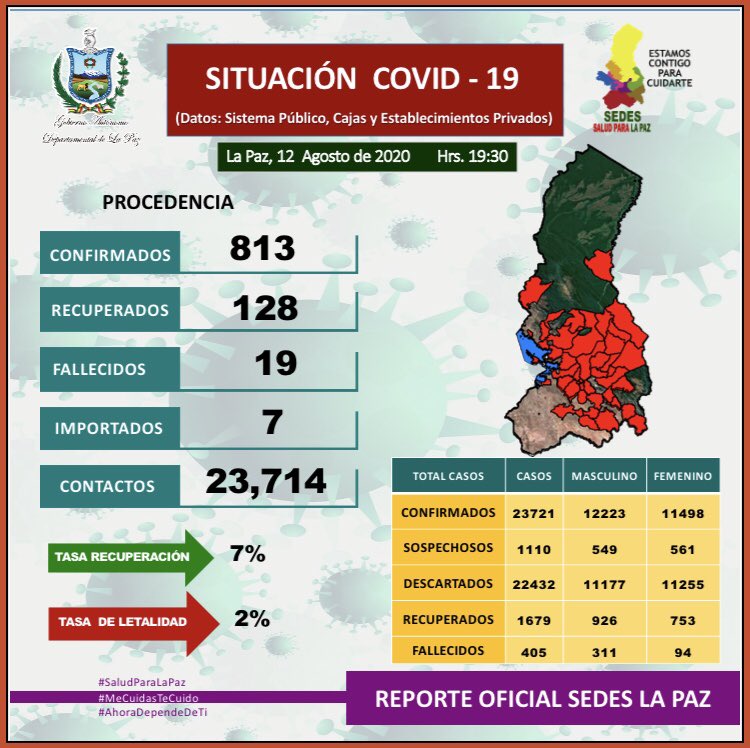 Gobierno Autónomo
Departamental de La Paz
SITUACIÓN COVID - 19
(Datos: Sistema Público, Cajas y Establecimientos Privados)
La Paz, 12 Agosto de 2020 Hrs. 19:30
ESTAMOS
CONTIGO
PARA
CUIDARTE
SEDES
SALUD PARA LA PAZ
PROCEDENCIA
CONFIRMADOS 813
RECUPERADOS 128
FALLECIDOS 19
IMPORTADOS 7
CONTACTOS 23,714
TASA RECUPERACIÓN 7%
TASA DE LETALIDAD 2%
TOTAL CASOS CASOS MASCULINO FEMENINO
CONFIRMADOS 23721 12223 11498
SOSPECHOSOS 1110 549 561
DESCARTADOS 22432 11177 11255
RECUPERADOS 1679 926 753
FALLECIDOS 405 311 94
#SaludParaLaPaz
#MeCuidasTeCuido
#AhoraDependeDeTi
REPORTE OFICIAL SEDES LA PAZ